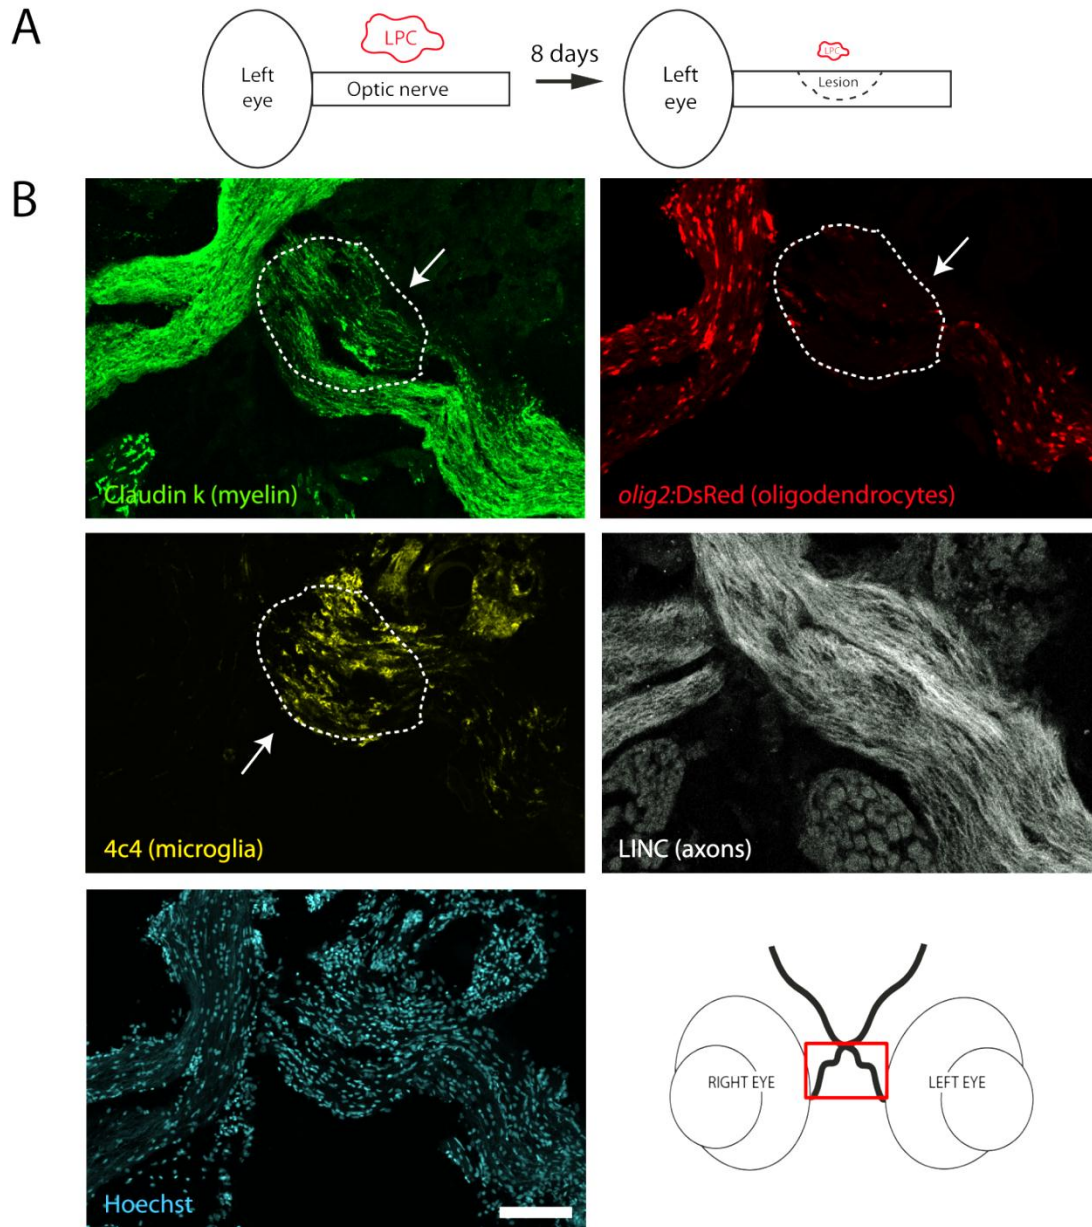 A
LPC
Left
eye
Optic nerve
8 days
LPC
Left
eye
Lesion
B
Claudin k (myelin)
olig2:DsRed (oligodendrocytes)
4c4 (microglia)
LINC (axons)
Hoechst
RIGHT EYE
LEFT EYE